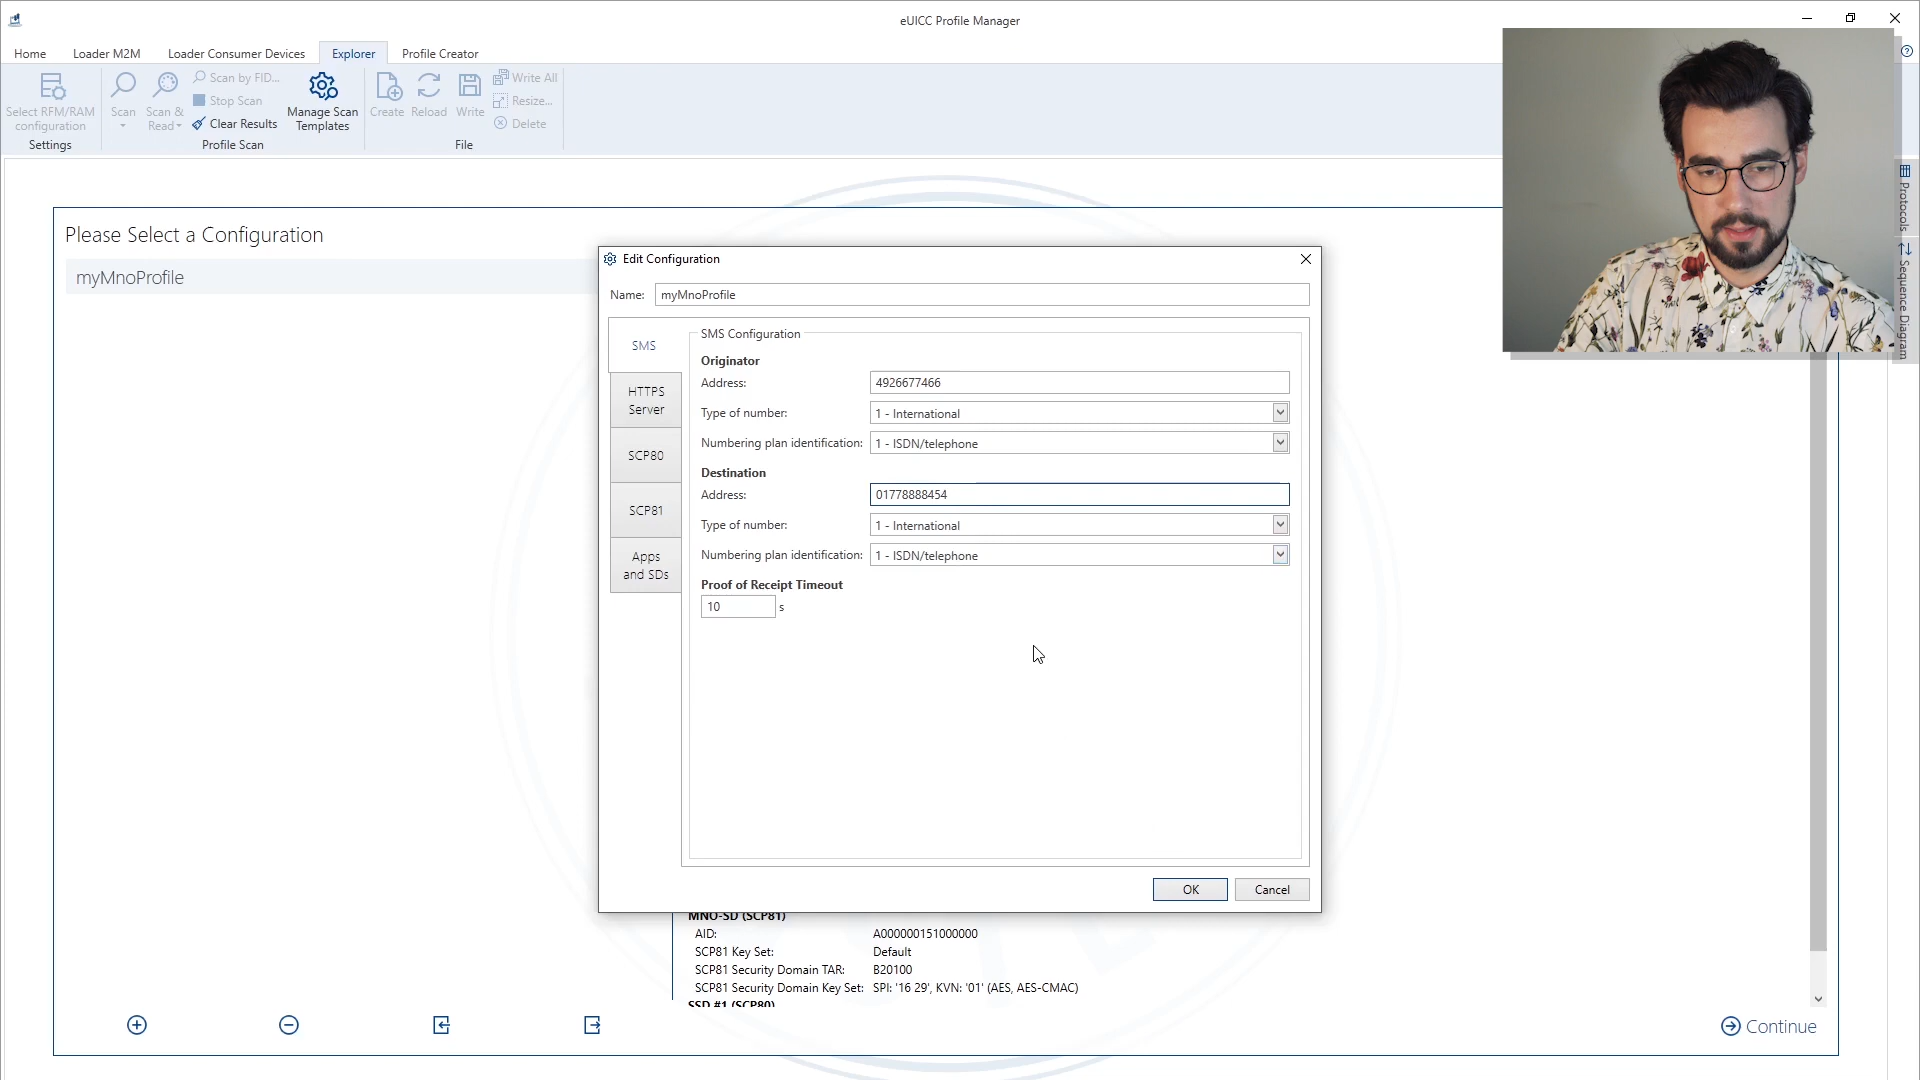 eUICC Profile Manager
Home
Loader M2M
Loader Consumer Devices
Explorer
Profile Creator
Select RFM/RAM
configuration
Settings
Scan
Scan &
Read
Scan by FID...
Stop Scan
Clear Results
Manage Scan
Templates
Profile Scan
Create
Reload
Write
Write All
Resize...
Delete
File
Protocols
Sequence Diagram
Please Select a Configuration
myMnoProfile
Edit Configuration
Name: myMnoProfile
SMS
HTTPS
Server
SCP80
SCP81
Apps
and SDs
SMS Configuration
Originator
Address: 4926677466
Type of number: 1 - International
Numbering plan identification: 1 - ISDN/telephone
Destination
Address: 01778888454
Type of number: 1 - International
Numbering plan identification: 1 - ISDN/telephone
Proof of Receipt Timeout
10 s
OK
Cancel
MNO-SD (SCP81)
AID: A000000151000000
SCP81 Key Set: Default
SCP81 Security Domain TAR: B20100
SCP81 Security Domain Key Set: SPI: '16 29', KVN: '01' (AES, AES-CMAC)
SSD #1 (SCP80)
Continue